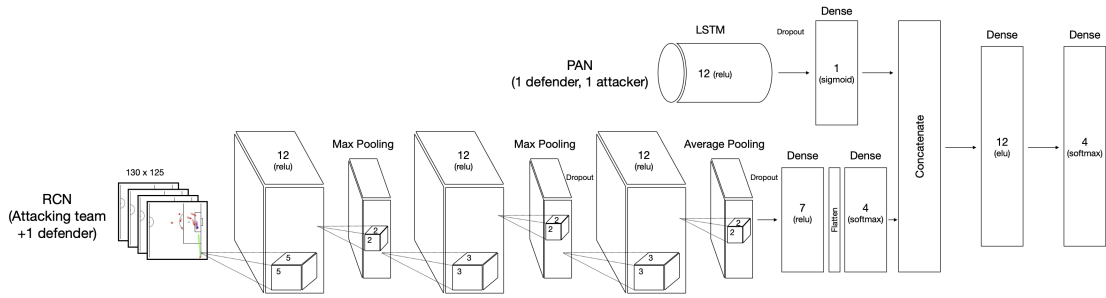 Dense
Dense
Dense
LSTM
Dropout
PAN
(1 defender, 1 attacker)
12 (relu)
1
(sigmoid)
Concatenate
12
(elu)
4
(softmax)
12
(relu)
Max Pooling
12
(relu)
Max Pooling
Dropout
12
(relu)
Average Pooling
Dropout
Dense
Dense
130 x 125
RCN
(Attacking team
+1 defender)
7
(relu)
Flatten
4
(softmax)
5
5
2
2
3
3
2
2
3
3
2
2